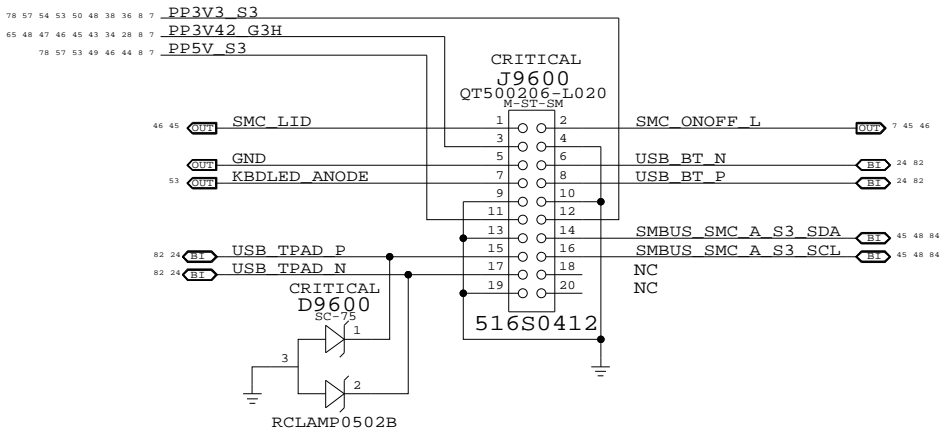 78 57 54 53 50 48 38 36 8 7 PP3V3_S3
65 48 47 46 45 43 34 28 8 7 PP3V42_G3H
78 57 53 49 46 44 8 7 PP5V_S3
CRITICAL
J9600
QT500206-L020
M-ST-SM
46 45 OUT SMC_LID 1 2 SMC_ONOFF_L OUT 7 45 46
3 4
OUT GND 5 6 USB_BT_N BI 24 82
53 OUT KBDLED_ANODE 7 8 USB_BT_P BI 24 82
9 10
11 12
13 14 SMBUS_SMC_A_S3_SDA BI 45 48 84
82 24 BI USB_TPAD_P 15 16 SMBUS_SMC_A_S3_SCL BI 45 48 84
82 24 BI USB_TPAD_N 17 18 NC
19 20 NC
CRITICAL
D9600
SC-75
516S0412
1
3
2
RCLAMP0502B